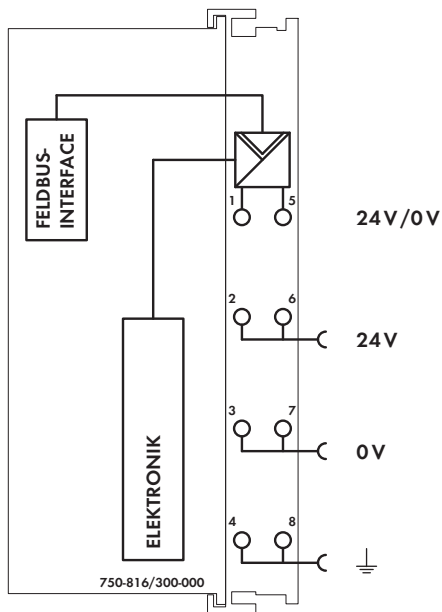 FELDBUS-
INTERFACE
1 5
24V/0V
2 6
24V
3 7
0V
ELEKTRONIK
4 8
750-816/300-000